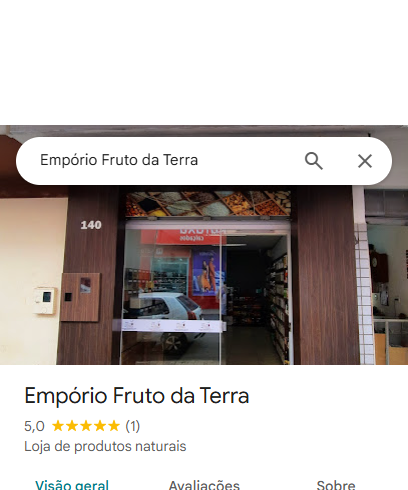 Empório Fruto da Terra
140
Empório Fruto da Terra
5,0 (1)
Loja de produtos naturais
Visão geral
Avaliações
Sobre